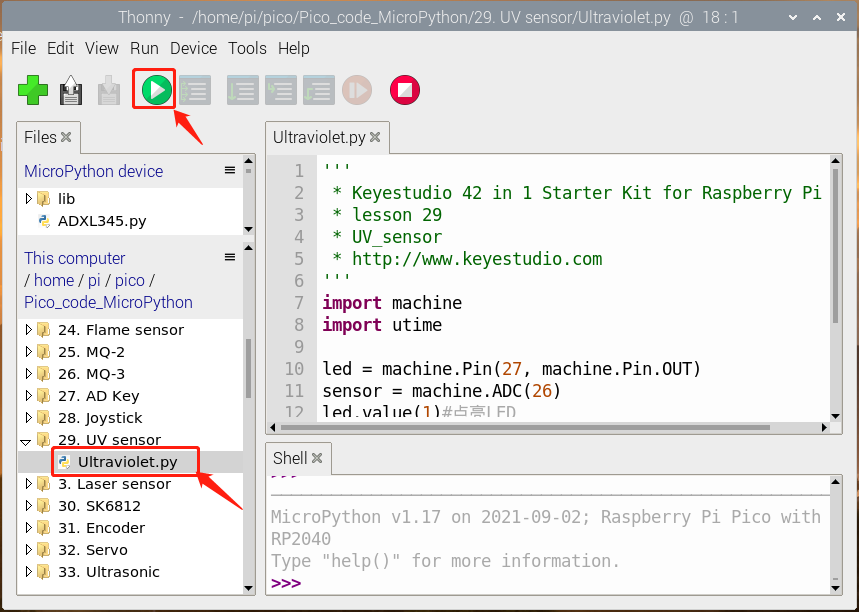 Thonny - /home/pi/pico/Pico_code_MicroPython/29. UV sensor/Ultraviolet.py @ 18 : 1
File Edit View Run Device Tools Help
Files
MicroPython device
lib
ADXL345.py
This computer
/ home / pi / pico /
Pico_code_MicroPython
24. Flame sensor
25. MQ-2
26. MQ-3
27. AD Key
28. Joystick
29. UV sensor
Ultraviolet.py
3. Laser sensor
30. SK6812
31. Encoder
32. Servo
33. Ultrasonic
Ultraviolet.py
1 '''
2 * Keyestudio 42 in 1 Starter Kit for Raspberry Pi
3 * lesson 29
4 * UV_sensor
5 * http://www.keyestudio.com
6 '''
7 import machine
8 import utime
9
10 led = machine.Pin(27, machine.Pin.OUT)
11 sensor = machine.ADC(26)
12 led.value(1)#点亮LED
Shell
>>>
MicroPython v1.17 on 2021-09-02; Raspberry Pi Pico with
RP2040
Type "help()" for more information.
>>>